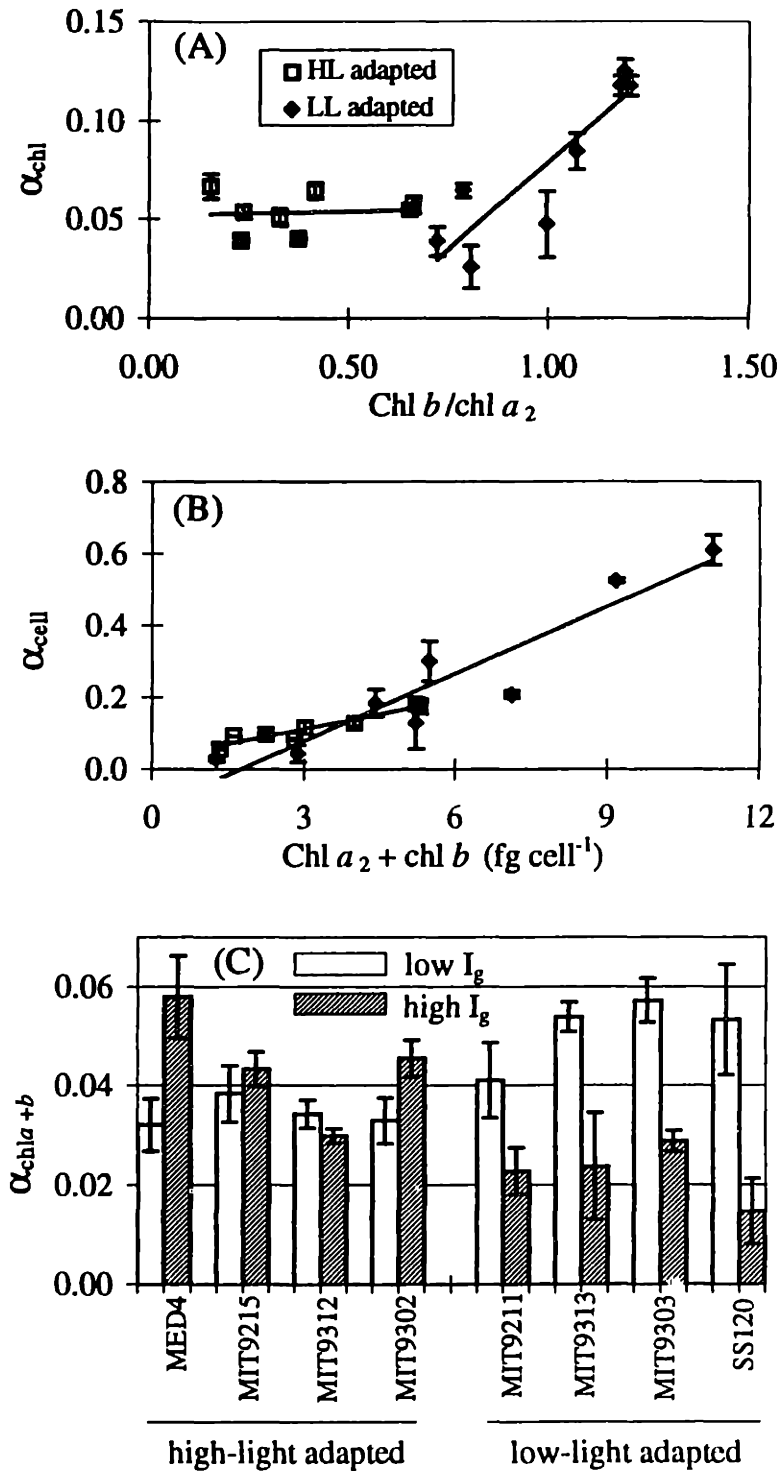 (A)
HL adapted
LL adapted
0.15
0.10
0.05
0.00
αchl
0.00 0.50 1.00 1.50
Chl b/chl a2
(B)
0.8
0.6
0.4
0.2
0.0
αcell
0 3 6 9 12
Chl a2 + chl b (fg cell-1)
(C)
low Ig
high Ig
0.06
0.04
0.02
0.00
αchla+b
MED4
MIT9215
MIT9312
MIT9302
MIT9211
MIT9313
MIT9303
SS120
high-light adapted
low-light adapted